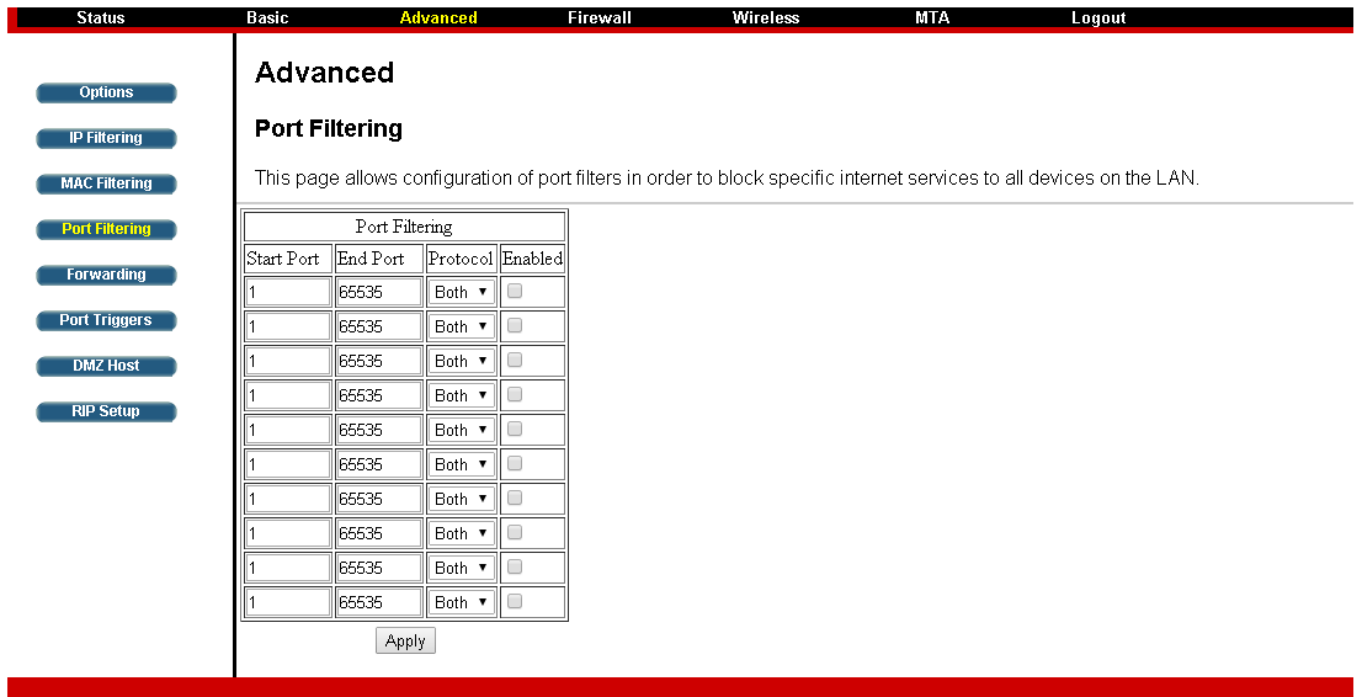 Status Basic Advanced Firewall Wireless MTA Logout
Options
IP Filtering
MAC Filtering
Port Filtering
Forwarding
Port Triggers
DMZ Host
RIP Setup
Advanced
Port Filtering
This page allows configuration of port filters in order to block specific internet services to all devices on the LAN.
Port Filtering
Start Port End Port Protocol Enabled
1 65535 Both
1 65535 Both
1 65535 Both
1 65535 Both
1 65535 Both
1 65535 Both
1 65535 Both
1 65535 Both
1 65535 Both
1 65535 Both
Apply